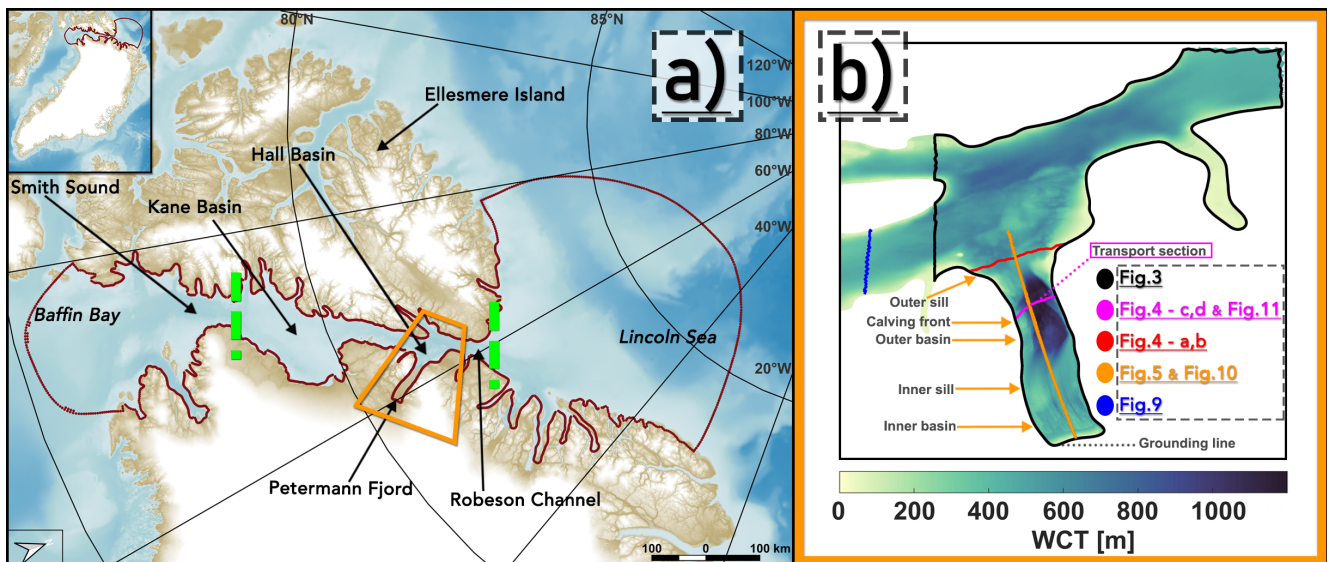 80°N
85°N
a)
120°W
100°W
80°W
60°W
40°W
20°W
Ellesmere Island
Hall Basin
Smith Sound
Kane Basin
Baffin Bay
Lincoln Sea
Petermann Fjord
Robeson Channel
100 0 100 km
b)
Transport section
Fig.3
Fig.4 - c,d & Fig.11
Fig.4 - a,b
Fig.5 & Fig.10
Fig.9
Outer sill
Calving front
Outer basin
Inner sill
Inner basin
Grounding line
0 200 400 600 800 1000
WCT [m]